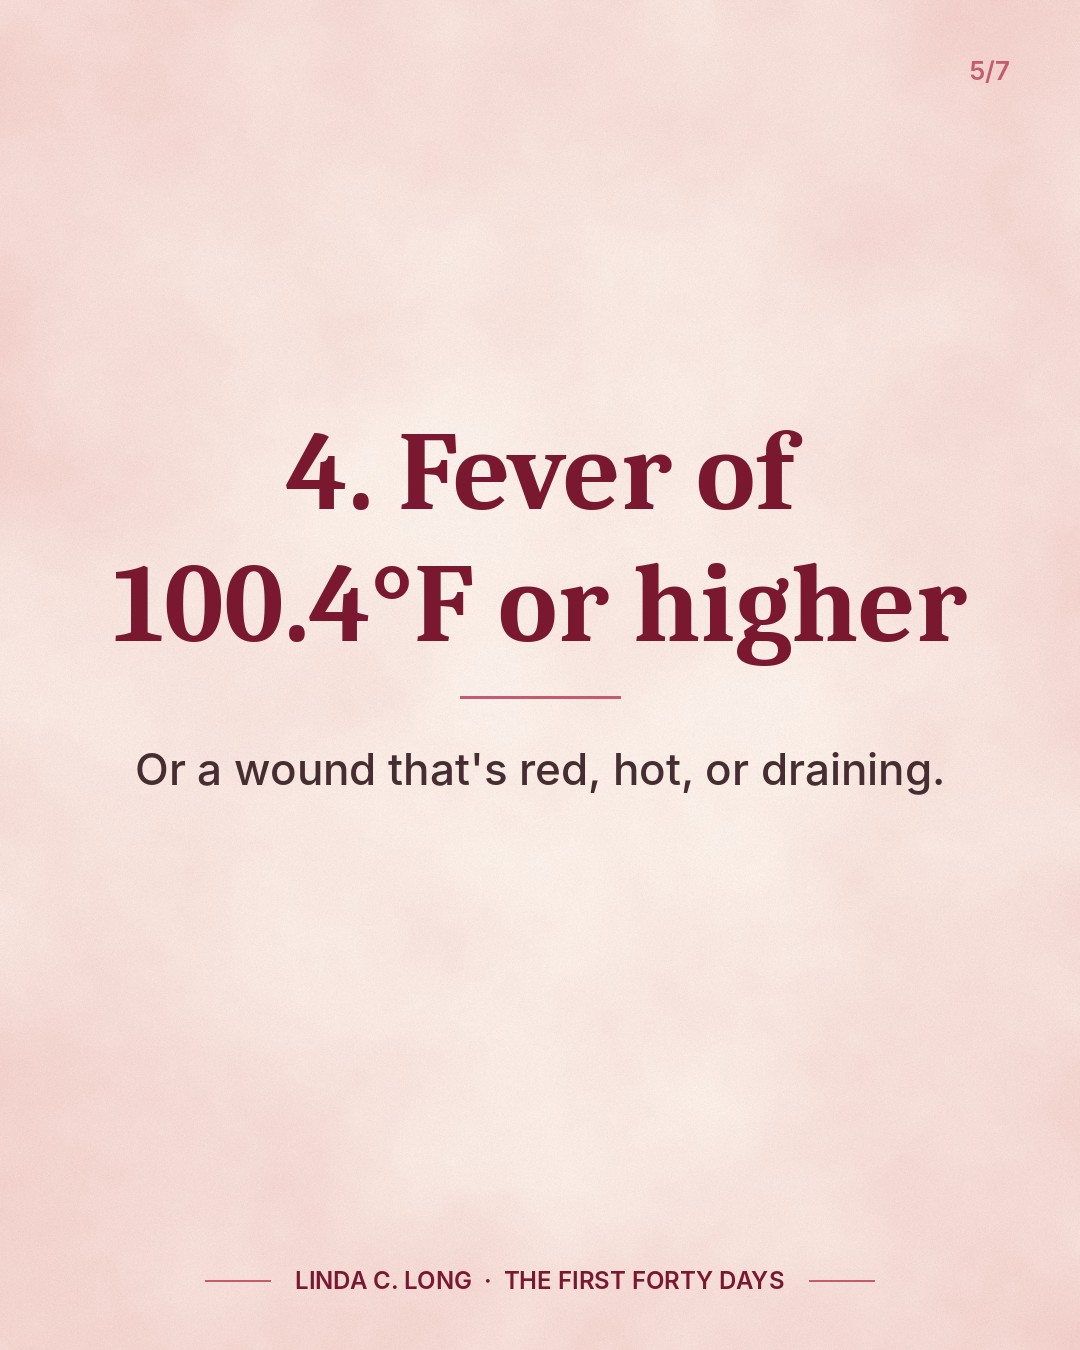 5/7
4. Fever of
100.4°F or higher
Or a wound that's red, hot, or draining.
LINDA C. LONG · THE FIRST FORTY DAYS